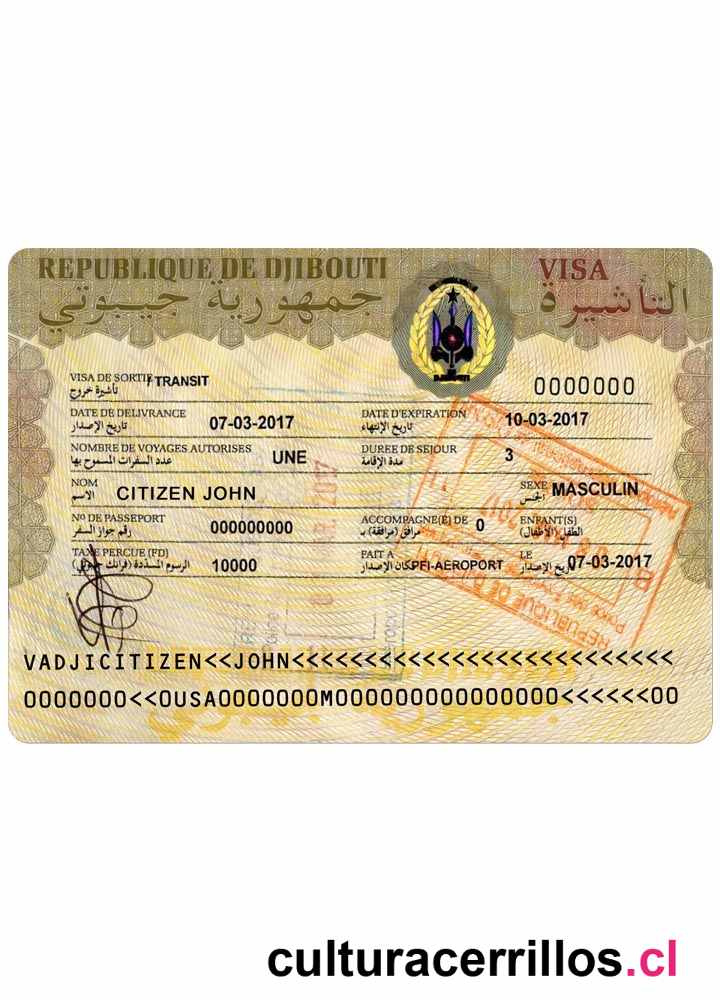 REPUBLIQUE DE DJIBOUTI VISA
جمهورية جيبوتي التأشيرة
VISA DE SORTIE/TRANSIT 0000000
تأشيرة خروج
DATE DE DELIVRANCE 07-03-2017 DATE D'EXPIRATION 10-03-2017
تاريخ الإصدار تاريخ الإنتهاء
NOMBRE DE VOYAGES AUTORISES UNE DUREE DE SEJOUR 3
عدد السفرات المسموح بها مدة الإقامة
NOM CITIZEN JOHN SEXE MASCULIN
الاسم الجنس
Nº DE PASSEPORT 000000000 ACCOMPAGNE(E) DE 0 ENFANT(S)
رقم جواز السفر مرافق (مرافقة) بـ الطفل (الأطفال)
TAXE PERCUE (FD) 10000 FAIT A PFI-AEROPORT LE 07-03-2017
الرسوم المسددة (فرانك جيبوتي) مكان الإصدار تاريخ الإصدار
REPUBLIQUE DE
VADJICITIZEN<<JOHN<<<<<<<<<<<<<<<<<<<<<<<<<<
0000000<<0USA0000000M000000000000000<<<<<<00
culturacerrillos.cl